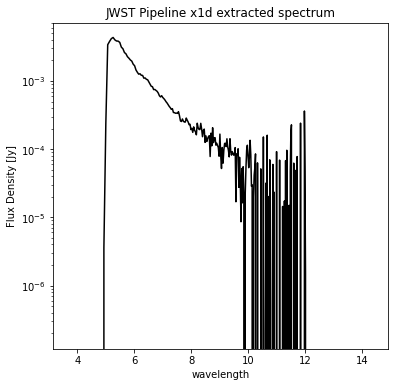 JWST Pipeline x1d extracted spectrum
Flux Density [Jy]
10⁻³
10⁻⁴
10⁻⁵
10⁻⁶
4 6 8 10 12 14
wavelength